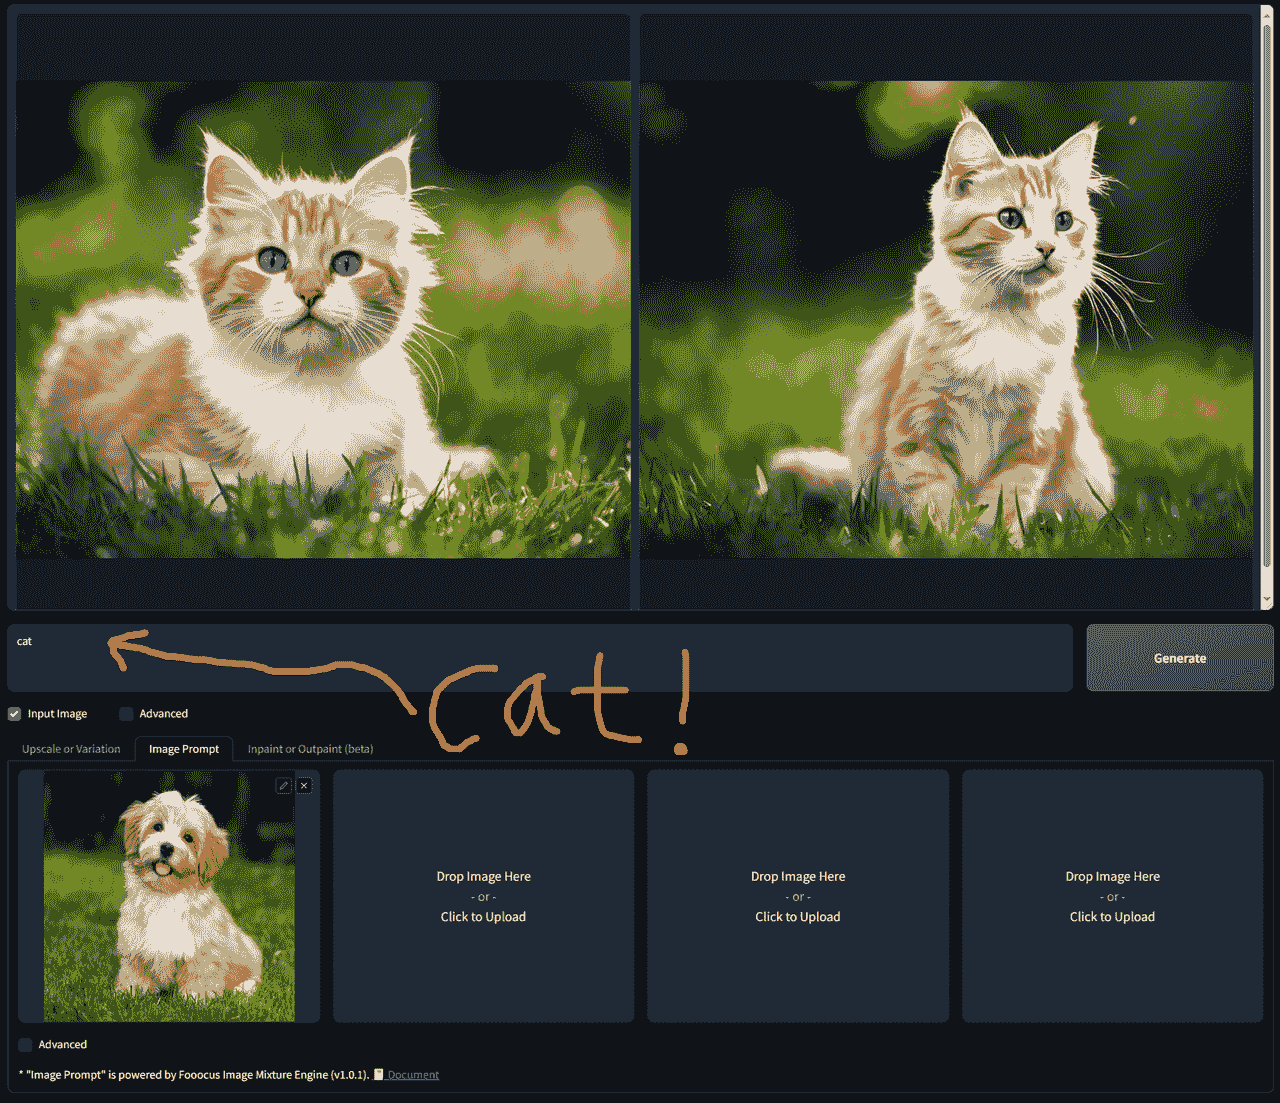 cat
Generate
cat!
Input Image
Advanced
Upscale or Variation
Image Prompt
Inpaint or Outpaint (beta)
Drop Image Here
- or -
Click to Upload
Drop Image Here
- or -
Click to Upload
Drop Image Here
- or -
Click to Upload
Advanced
* "Image Prompt" is powered by Fooocus Image Mixture Engine (v1.0.1). Document